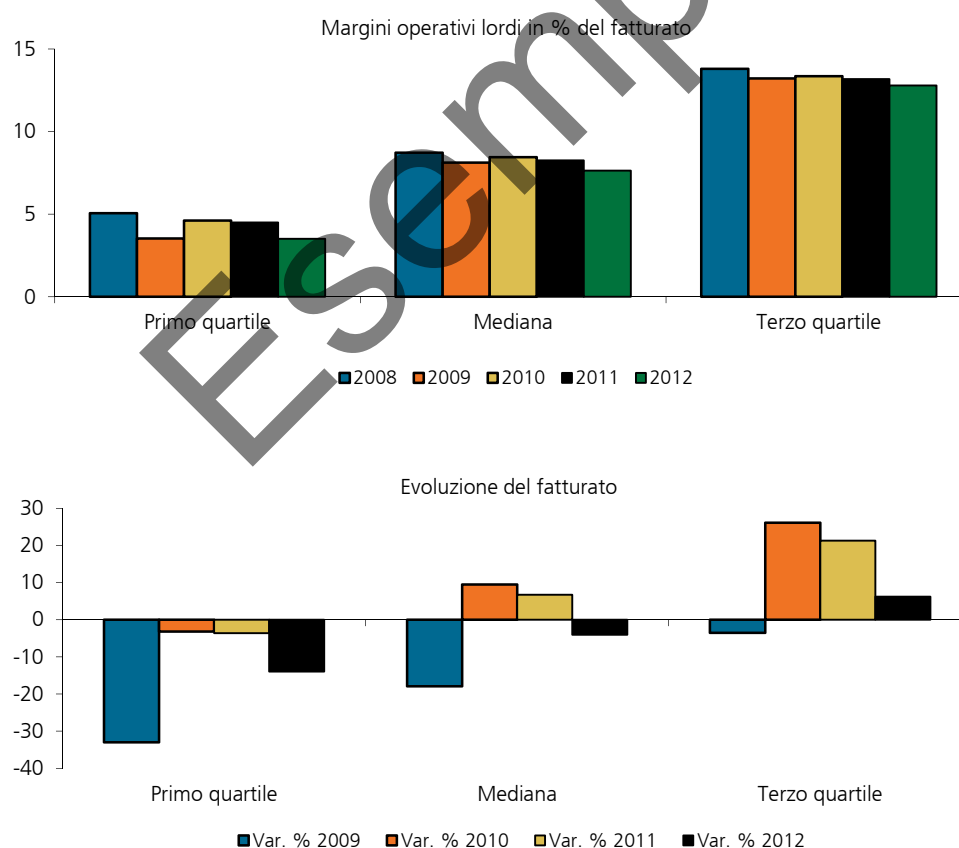 Margini operativi lordi in % del fatturato
15
10
5
0
Primo quartile Mediana Terzo quartile
2008 2009 2010 2011 2012
Esemp
Evoluzione del fatturato
30
20
10
0
-10
-20
-30
-40
Primo quartile Mediana Terzo quartile
Var. % 2009 Var. % 2010 Var. % 2011 Var. % 2012